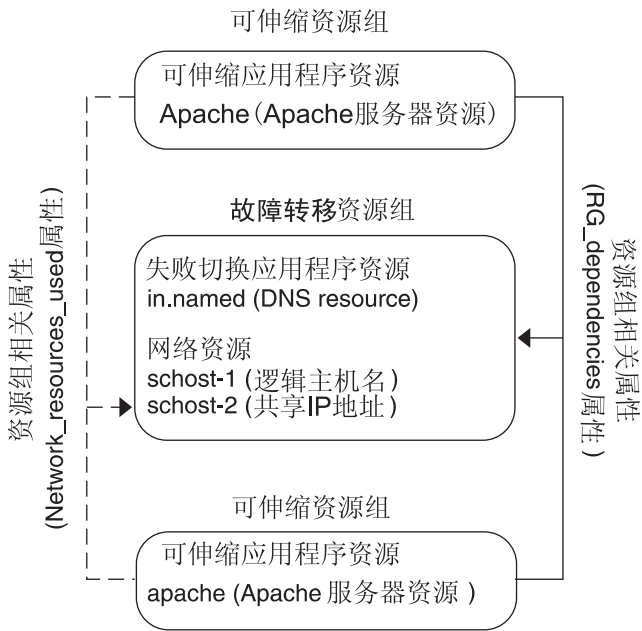 可伸缩资源组
可伸缩应用程序资源
Apache (Apache服务器资源)
故障转移资源组
失败切换应用程序资源
in.named (DNS resource)
网络资源
schost-1 (逻辑主机名)
schost-2 (共享IP地址)
可伸缩资源组
可伸缩应用程序资源
apache (Apache 服务器资源 )
资源组相关属性
(Network_resources_used属性)
资源组相关属性
(RG_dependencies属性 )